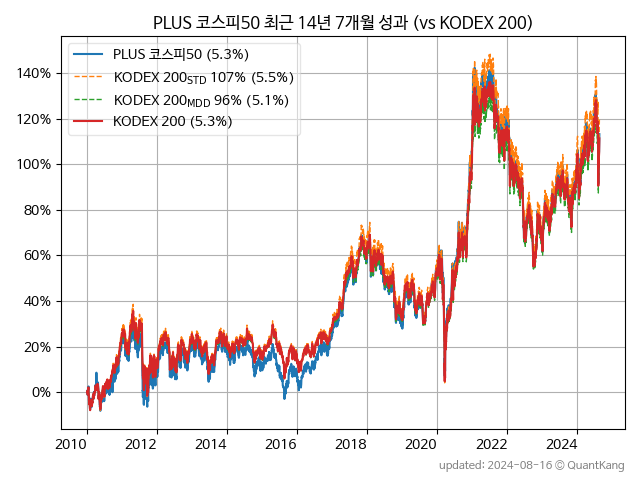 PLUS 코스피50 최근 14년 7개월 성과 (vs KODEX 200)
PLUS 코스피50 (5.3%)
KODEX 200STD 107% (5.5%)
KODEX 200MDD 96% (5.1%)
KODEX 200 (5.3%)
140%
120%
100%
80%
60%
40%
20%
0%
2010 2012 2014 2016 2018 2020 2022 2024
updated: 2024-08-16 © QuantKang